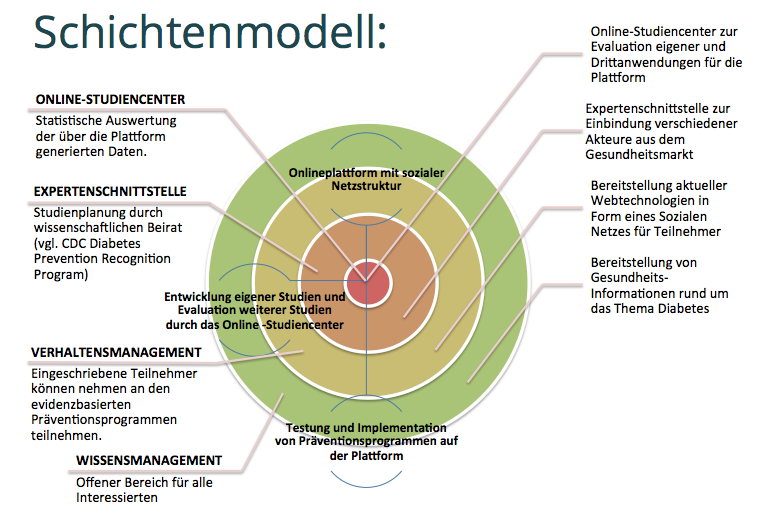 Schichtenmodell:
ONLINE-STUDIENCENTER
Statistische Auswertung
der über die Plattform
generierten Daten.
EXPERTENSCHNITTSTELLE
Studienplanung durch
wissenschaftlichen Beirat
(vgl. CDC Diabetes
Prevention Recognition
Program)
VERHALTENSMANAGEMENT
Eingeschriebene Teilnehmer
können nehmen an den
evidenzbasierten
Präventionsprogrammen
teilnehmen.
WISSENSMANAGEMENT
Offener Bereich für alle
Interessierten
Onlineplattform mit sozialer
Netzstruktur
Entwicklung eigener Studien und
Evaluation weiterer Studien
durch das Online -Studiencenter
Testung und Implementation
von Präventionsprogrammen auf
der Plattform
Online-Studiencenter zur
Evaluation eigener und
Drittanwendungen für die
Plattform
Expertenschnittstelle zur
Einbindung verschiedener
Akteure aus dem
Gesundheitsmarkt
Bereitstellung aktueller
Webtechnologien in
Form eines Sozialen
Netzes für Teilnehmer
Bereitstellung von
Gesundheits-
Informationen rund um
das Thema Diabetes